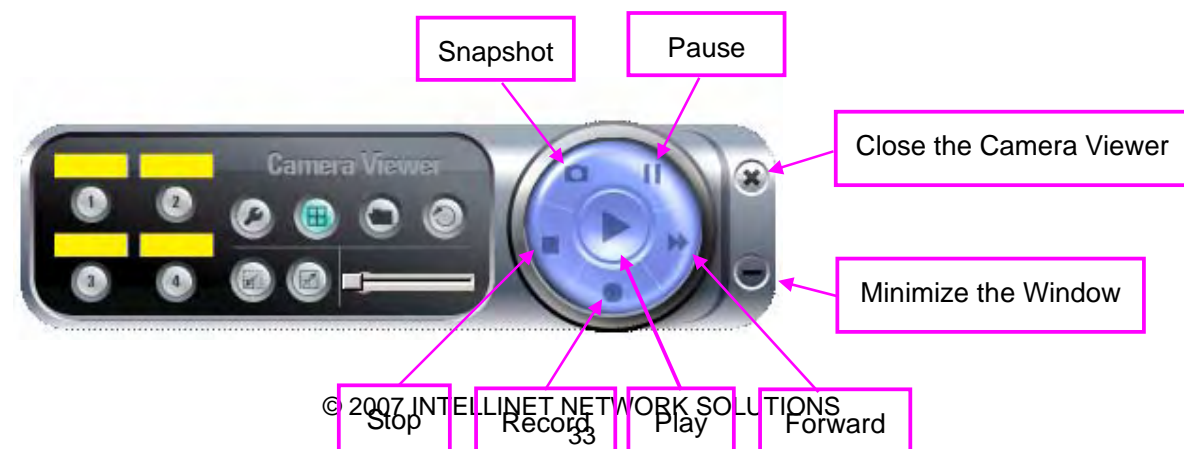 Snapshot
Pause
Close the Camera Viewer
Camera Viewer
1
2
3
4
Minimize the Window
© 2007 INTELLINET NETWORK SOLUTIONS
Stop
Record
Play
Forward
33